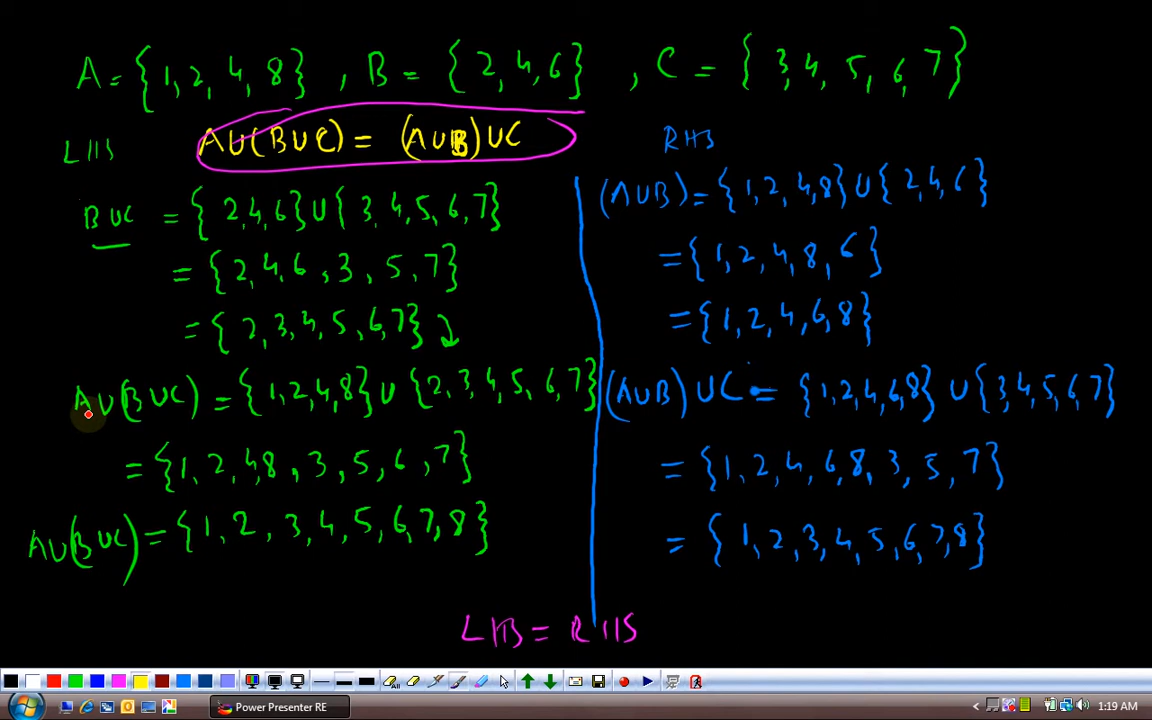 A = {1, 2, 4, 8} , B = {2, 4, 6} , C = {3, 4, 5, 6, 7}
A∪(B∪C) = (A∪B)∪C
LHS
B∪C = {2,4,6}∪{3,4,5,6,7}
= {2,4,6,3,5,7}
= {2,3,4,5,6,7}
A∪(B∪C) = {1,2,4,8}∪{2,3,4,5,6,7}
= {1,2,4,8,3,5,6,7}
A∪(B∪C) = {1,2,3,4,5,6,7,8}
RHS
(A∪B) = {1,2,4,8}∪{2,4,6}
= {1,2,4,8,6}
= {1,2,4,6,8}
(A∪B)∪C = {1,2,4,6,8}∪{3,4,5,6,7}
= {1,2,4,6,8,3,5,7}
= {1,2,3,4,5,6,7,8}
LHS = RHS
Power Presenter RE
1:19 AM